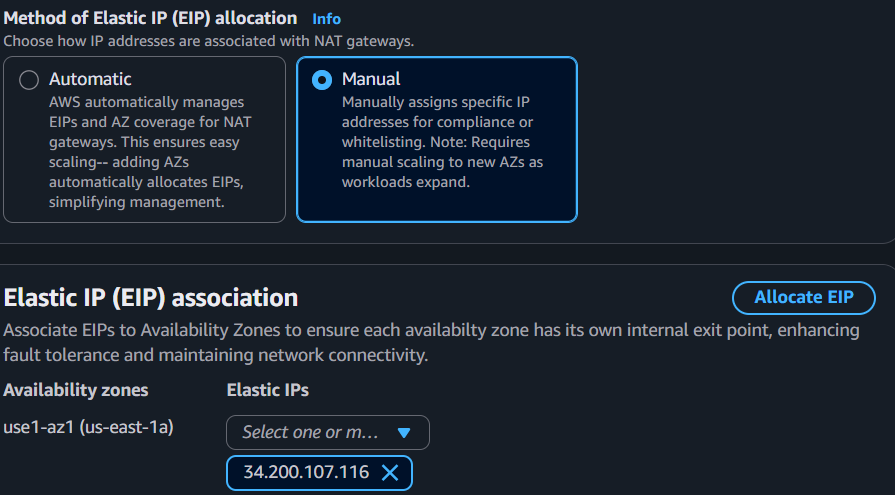 Method of Elastic IP (EIP) allocation Info
Choose how IP addresses are associated with NAT gateways.
Automatic
AWS automatically manages
EIPs and AZ coverage for NAT
gateways. This ensures easy
scaling-- adding AZs
automatically allocates EIPs,
simplifying management.
Manual
Manually assigns specific IP
addresses for compliance or
whitelisting. Note: Requires
manual scaling to new AZs as
workloads expand.
Elastic IP (EIP) association
Allocate EIP
Associate EIPs to Availability Zones to ensure each availabilty zone has its own internal exit point, enhancing
fault tolerance and maintaining network connectivity.
Availability zones Elastic IPs
use1-az1 (us-east-1a)
Select one or m...
34.200.107.116